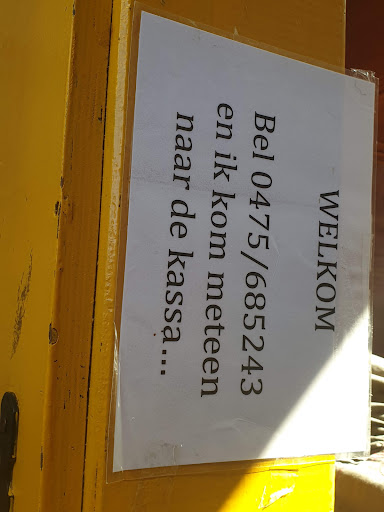 WELKOM
Bel 0475/685243
en ik kom meteen
naar de kassa...